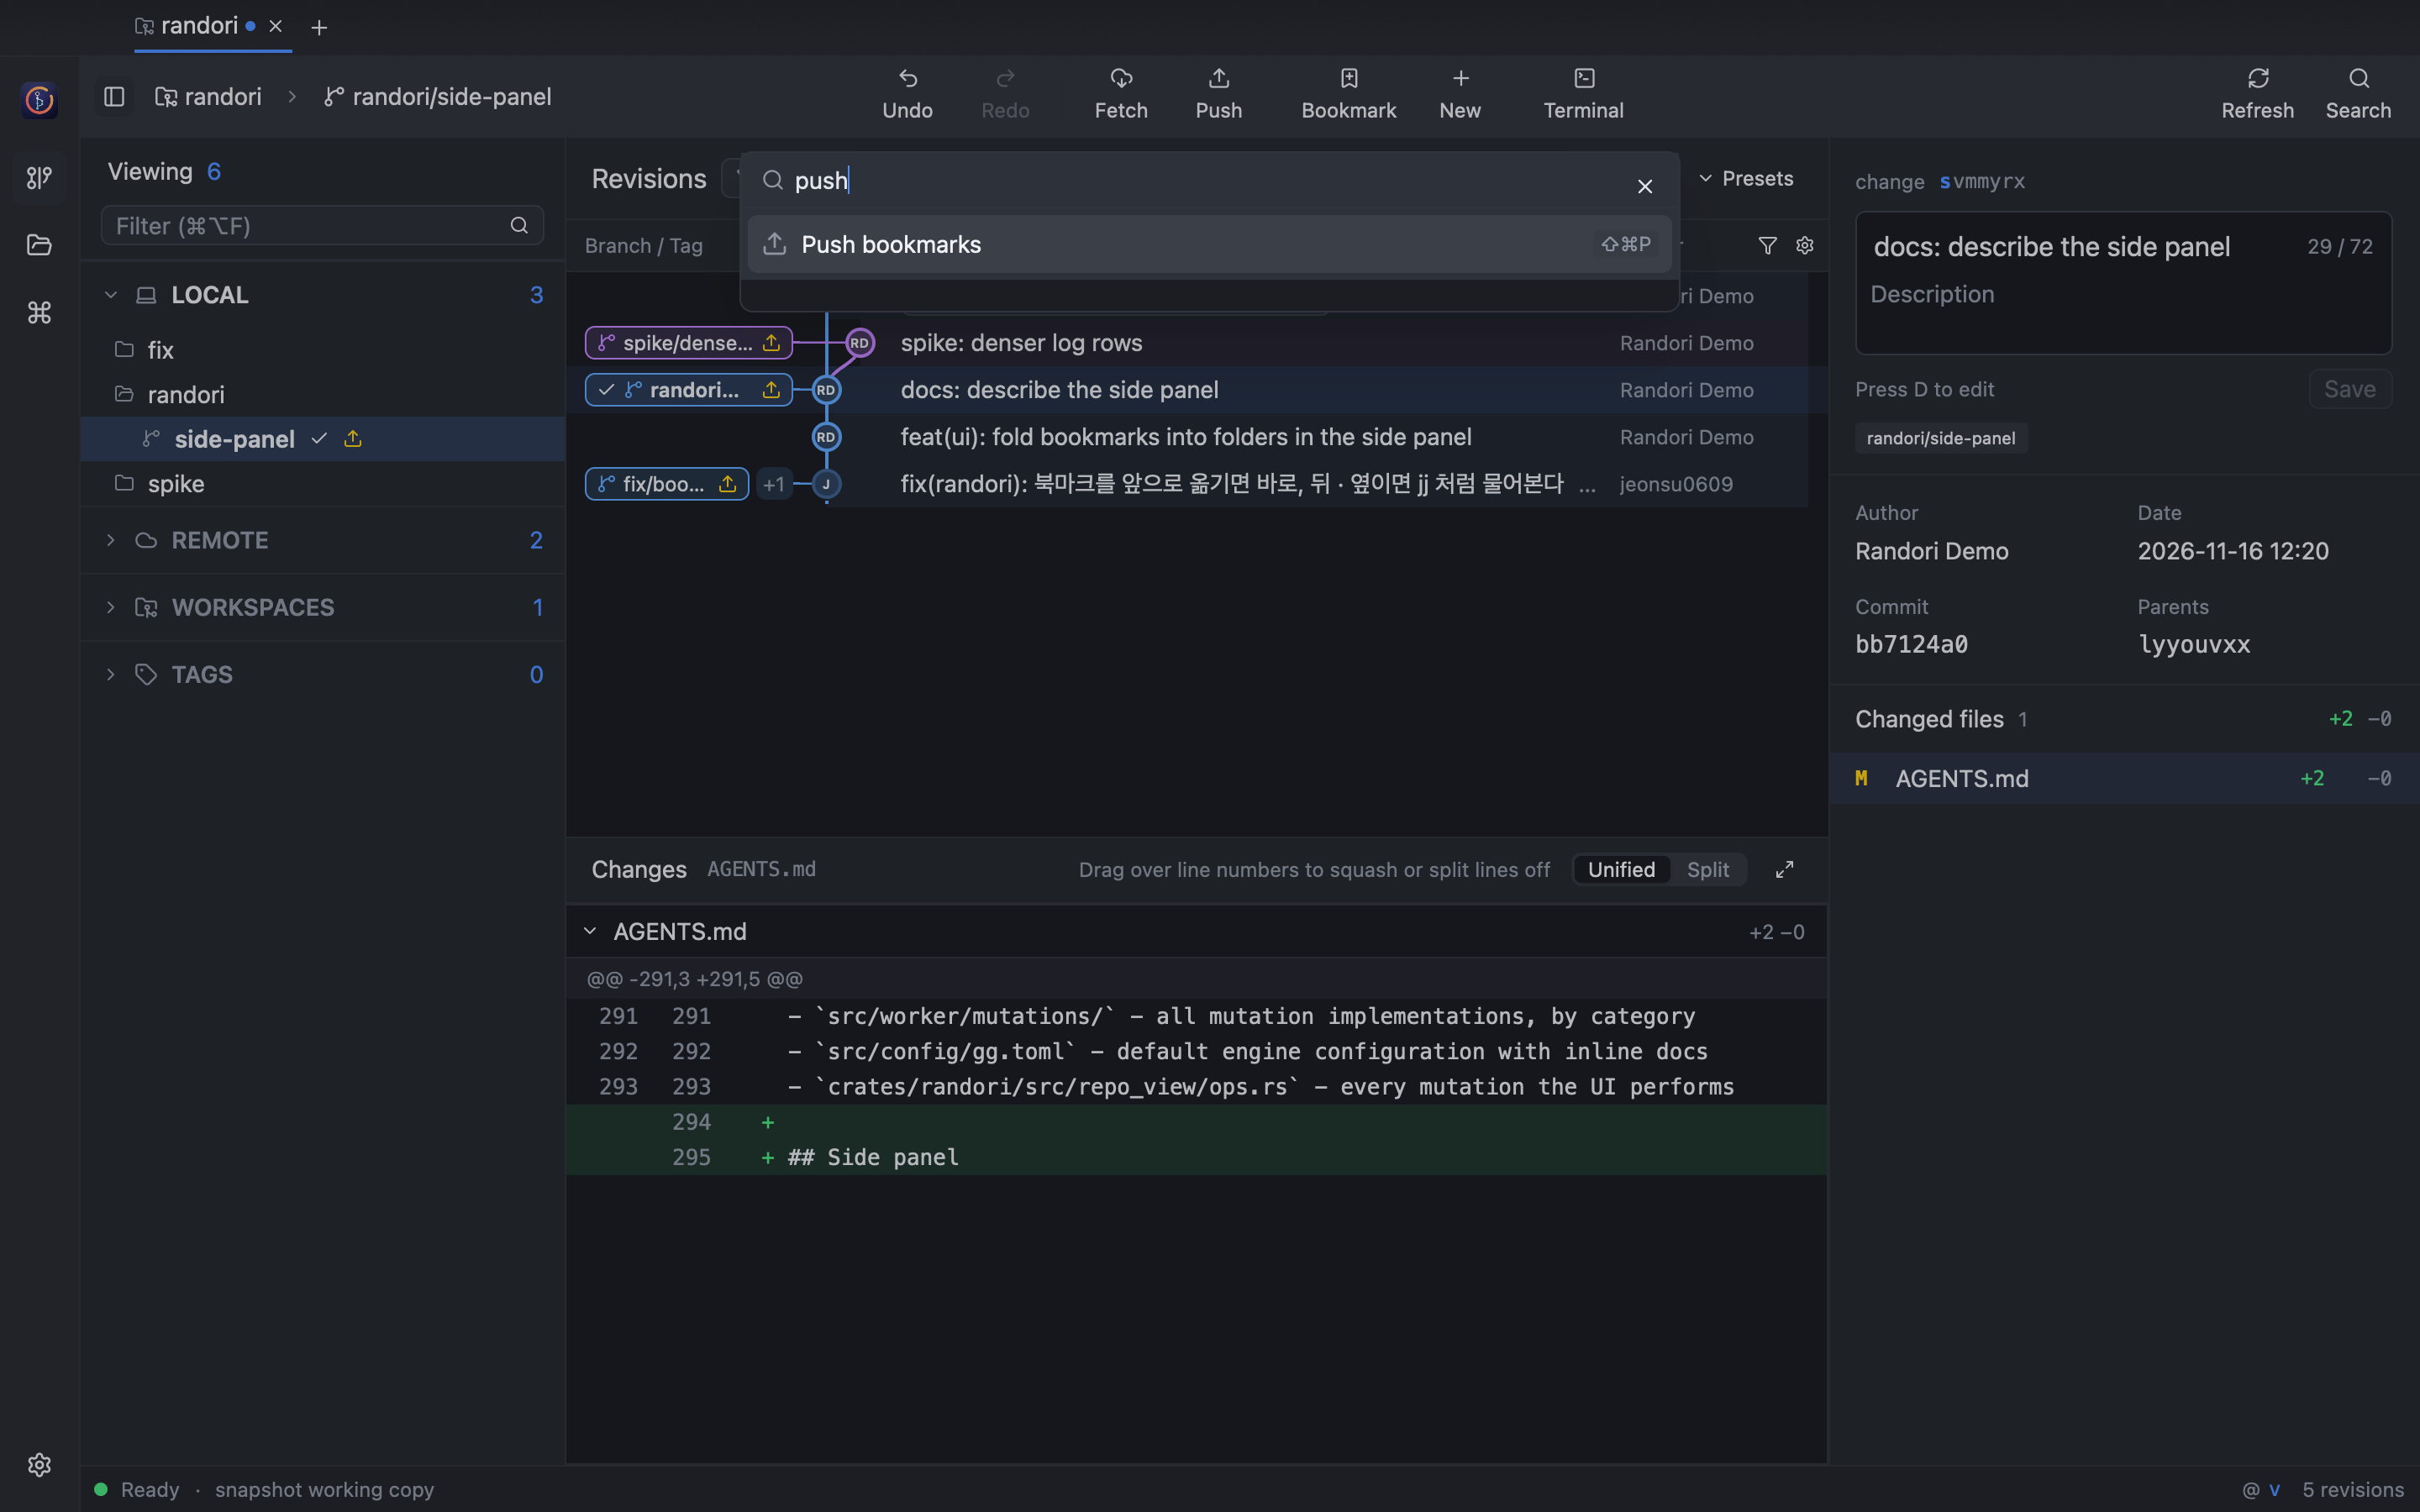 randori
randori
randori/side-panel
Undo
Redo
Fetch
Push
Bookmark
New
Terminal
Refresh
Search
Viewing 6
Filter (⌘⌥F)
LOCAL 3
fix
randori
side-panel
spike
REMOTE 2
WORKSPACES 1
TAGS 0
Revisions
Presets
push
Push bookmarks ⇧⌘P
Branch / Tag
ri Demo
spike/dense... RD spike: denser log rows Randori Demo
randori... RD docs: describe the side panel Randori Demo
RD feat(ui): fold bookmarks into folders in the side panel Randori Demo
fix/boo... +1 J fix(randori): 북마크를 앞으로 옮기면 바로, 뒤 · 옆이면 jj 처럼 물어본다 ... jeonsu0609
Changes AGENTS.md Drag over line numbers to squash or split lines off Unified Split
AGENTS.md +2 −0
@@ -291,3 +291,5 @@
291 291 - `src/worker/mutations/` - all mutation implementations, by category
292 292 - `src/config/gg.toml` - default engine configuration with inline docs
293 293 - `crates/randori/src/repo_view/ops.rs` - every mutation the UI performs
294 +
295 + ## Side panel
change svmmyrx
docs: describe the side panel 29 / 72
Description
Press D to edit Save
randori/side-panel
Author Date
Randori Demo 2026-11-16 12:20
Commit Parents
bb7124a0 lyyouvxx
Changed files 1 +2 −0
M AGENTS.md +2 −0
Ready · snapshot working copy
@ v 5 revisions